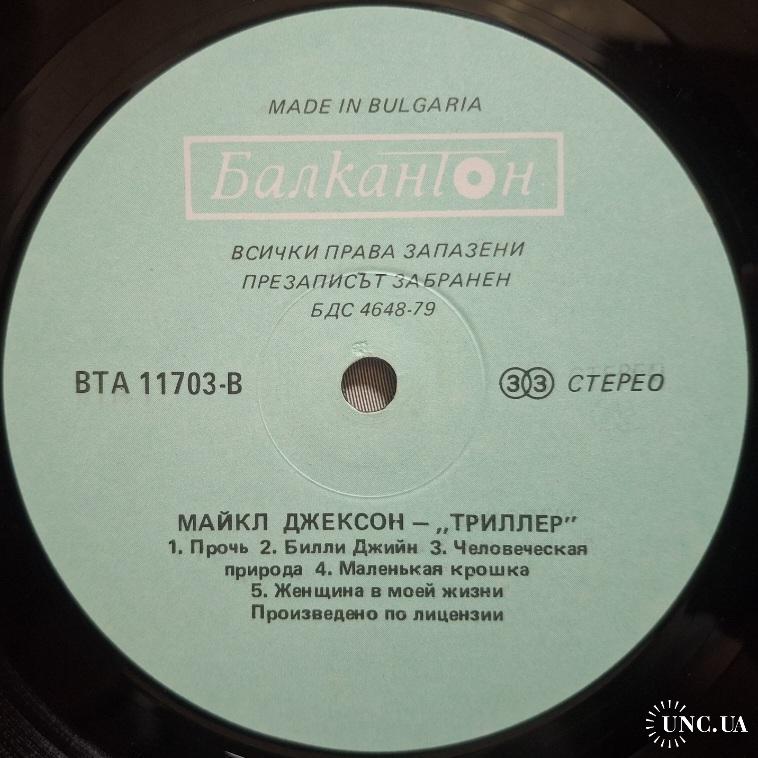 MADE IN BULGARIA
Балкантон
ВСИЧКИ ПРАВА ЗАПАЗЕНИ
ПРЕЗАПИСЪТ ЗАБРАНЕН
БДС 4648-79
ВТА 11703-В
33 СТЕРЕО
МАЙКЛ ДЖЕКСОН – „ТРИЛЛЕР”
1. Прочь 2. Билли Джийн 3. Человеческая
природа 4. Маленькая крошка
5. Женщина в моей жизни
Произведено по лицензии
UNC.UA